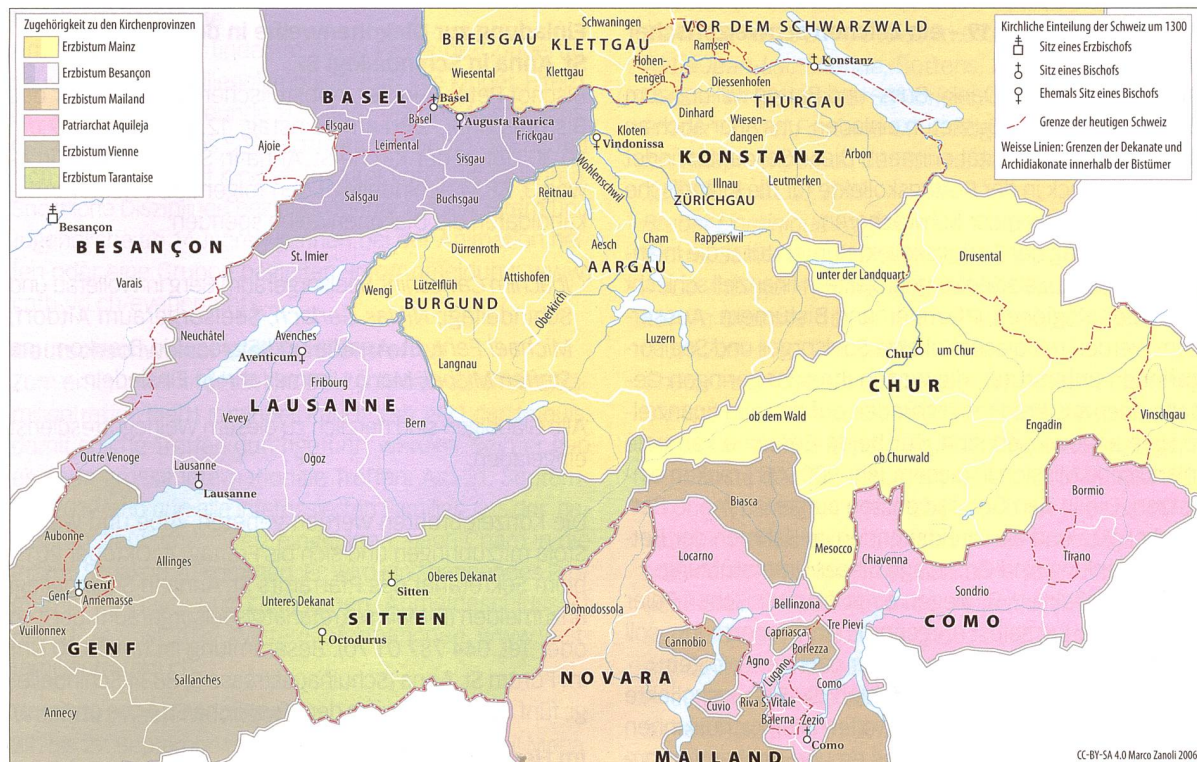 Zugehörigkeit zu den Kirchenprovinzen
Erzbistum Mainz
Erzbistum Besançon
Erzbistum Mailand
Patriarchat Aquileja
Erzbistum Vienne
Erzbistum Tarantaise
Kirchliche Einteilung der Schweiz um 1300
Sitz eines Erzbischofs
Sitz eines Bischofs
Ehemals Sitz eines Bischofs
Grenze der heutigen Schweiz
Weisse Linien: Grenzen der Dekanate und
Archidiakonate innerhalb der Bistümer
VOR DEM SCHWARZWALD
BREISGAU
KLETTGAU
Schwaningen
Ramsen
Hohen-
tengen
Wiesental
Klettgau
Diessenhofen
Konstanz
BASEL
Basel
Basel
Augusta Raurica
Elsgau
Leimental
Frickgau
Sisgau
Ajoie
Salsgau
Buchsgau
THURGAU
Dinhard
Wiesen-
dangen
Kloten
Vindonissa
KONSTANZ
Arbon
Illnau
Leutmerken
ZÜRICHGAU
Wohlenschwil
Reitnau
Rapperswil
Besançon
BESANÇON
Varais
St. Imier
Dürrenroth
Aesch
Cham
AARGAU
Attishofen
Lützelflüh
Wengi
BURGUND
Oberkirch
Luzern
Langnau
unter der Landquart
Drusental
Neuchâtel
Avenches
Aventicum
Fribourg
LAUSANNE
Vevey
Bern
Ogoz
Outre Venoge
Lausanne
Lausanne
Chur
um Chur
CHUR
ob dem Wald
Engadin
Vinschgau
ob Churwald
Aubonne
Allinges
Genf
Genf
Annemasse
Vuillonnex
GENF
Sallanches
Annecy
Unteres Dekanat
Oberes Dekanat
Sitten
SITTEN
Octodurus
Biasca
Locarno
Mesocco
Chiavenna
Bormio
Tirano
Sondrio
COMO
Domodossola
Bellinzona
Tre Pievi
Cannobio
Capriasca
Porlezza
Agno
Lugano
NOVARA
Como
Cuvio
Riva S. Vitale
Balerna
Zezio
Como
MAILAND
CC-BY-SA 4.0 Marco Zanoli 2006